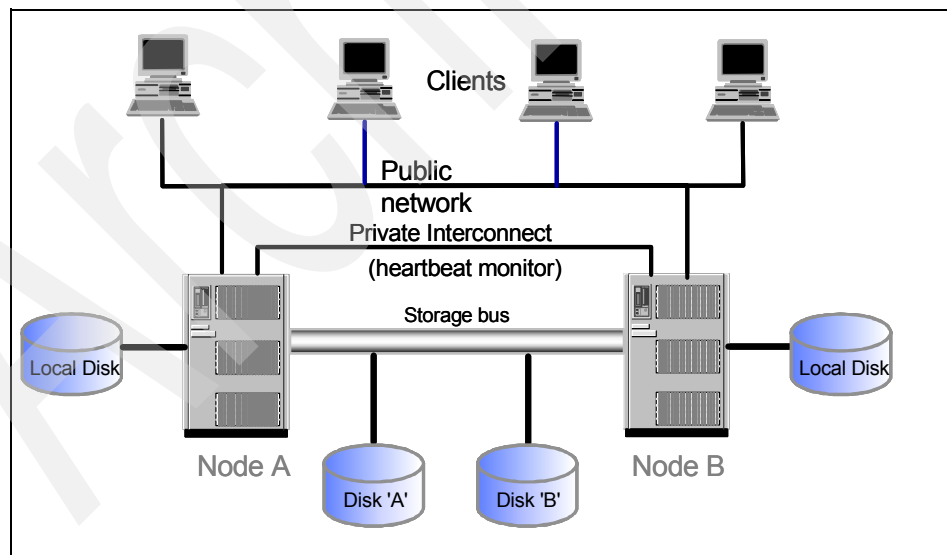 Clients
Public
network
Private Interconnect
(heartbeat monitor)
Storage bus
Local Disk
Local Disk
Node A
Node B
Disk 'A'
Disk 'B'